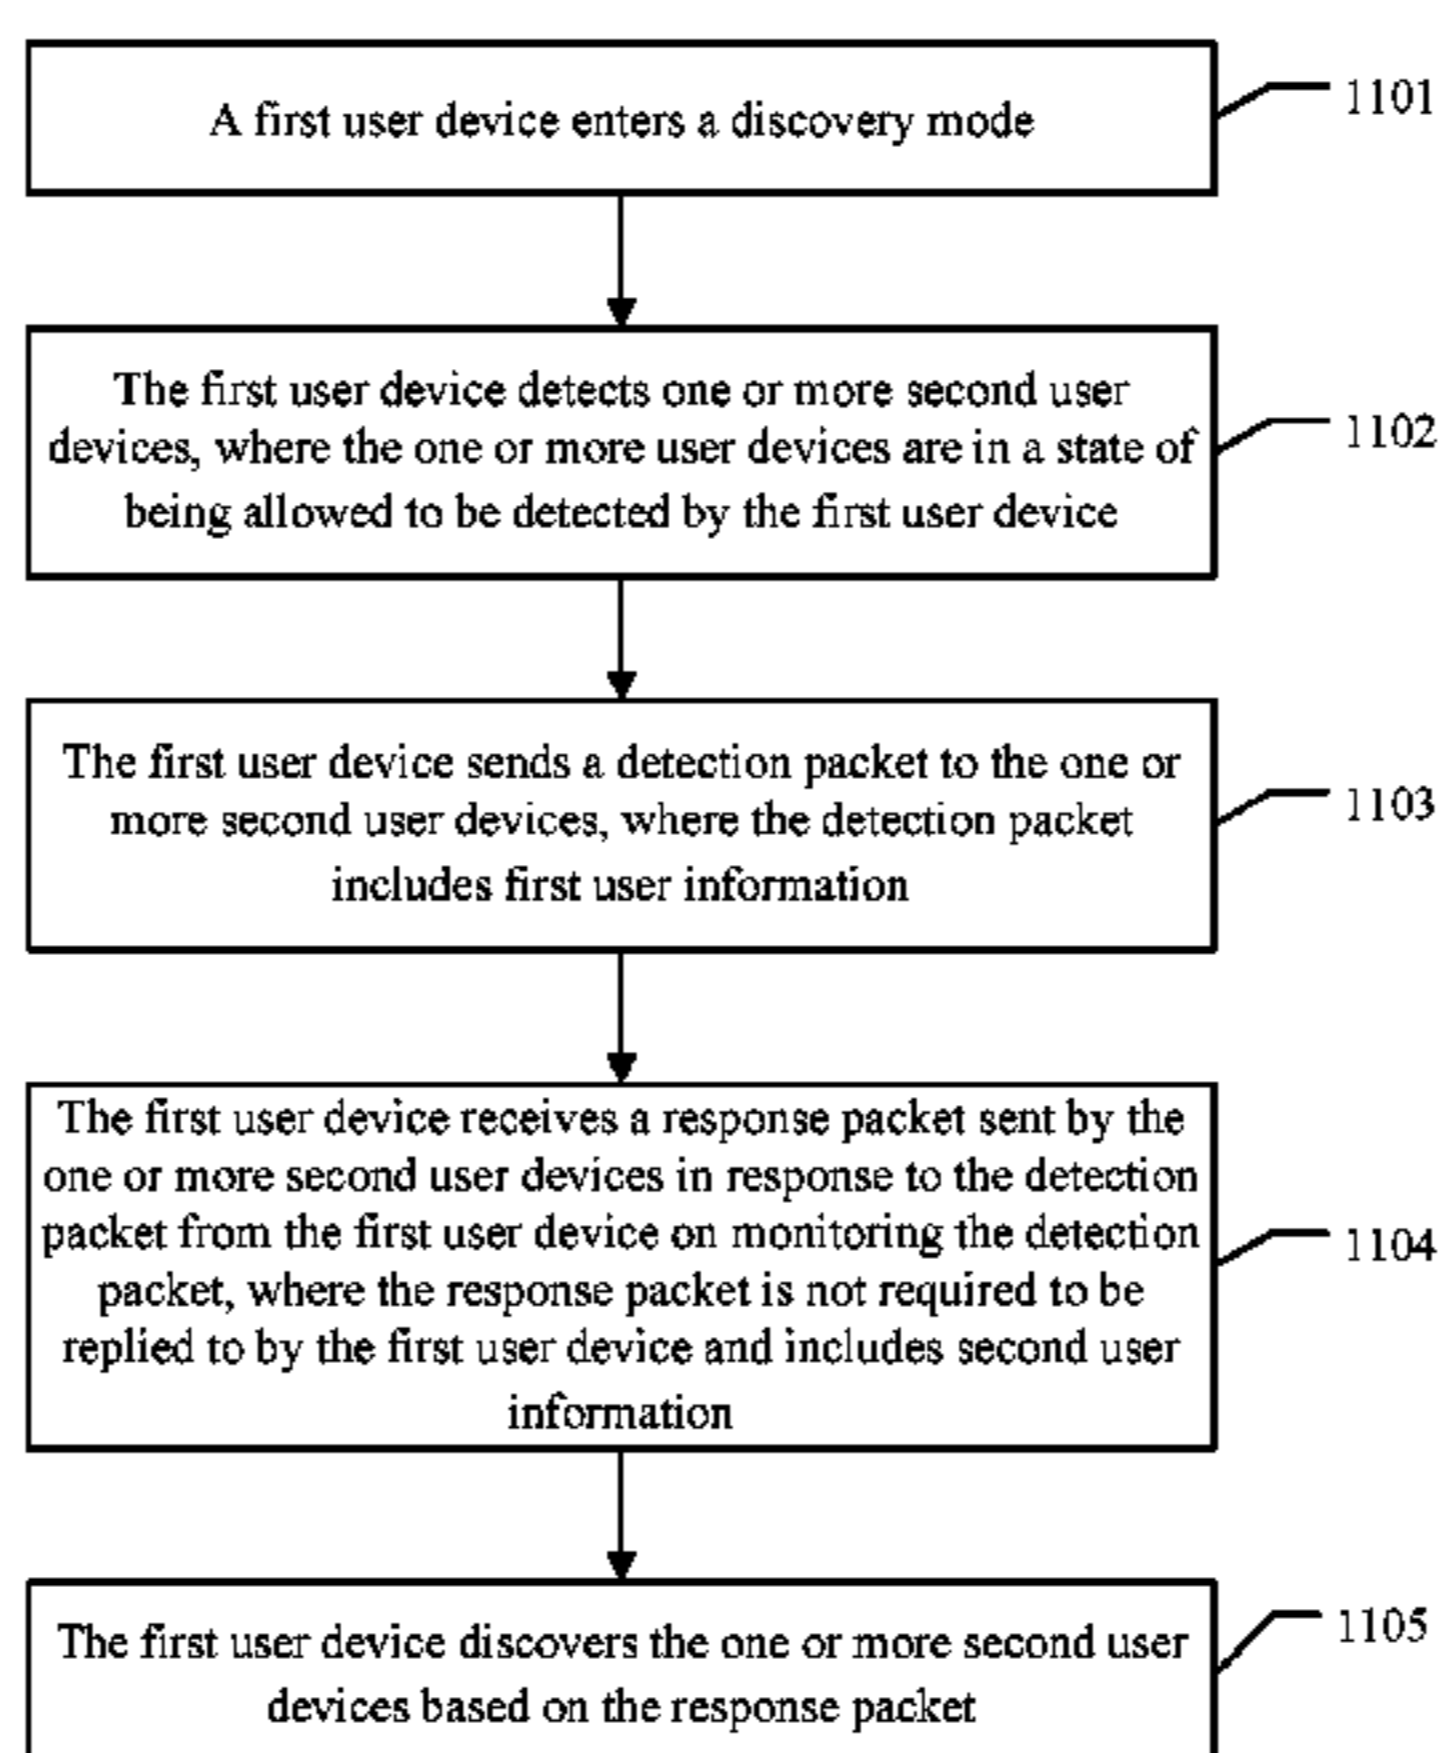 A first user device enters a discovery mode
1101
The first user device detects one or more second user
devices, where the one or more user devices are in a state of
being allowed to be detected by the first user device
1102
The first user device sends a detection packet to the one or
more second user devices, where the detection packet
includes first user information
1103
The first user device receives a response packet sent by the
one or more second user devices in response to the detection
packet from the first user device on monitoring the detection
packet, where the response packet is not required to be
replied to by the first user device and includes second user
information
1104
The first user device discovers the one or more second user
devices based on the response packet
1105